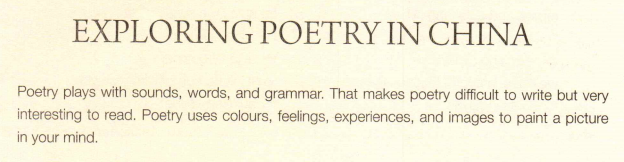 EXPLORING POETRY IN CHINA
Poetry plays with sounds, words, and grammar. That makes poetry difficult to write but very
interesting to read. Poetry uses colours, feelings, experiences, and images to paint a picture
in your mind.